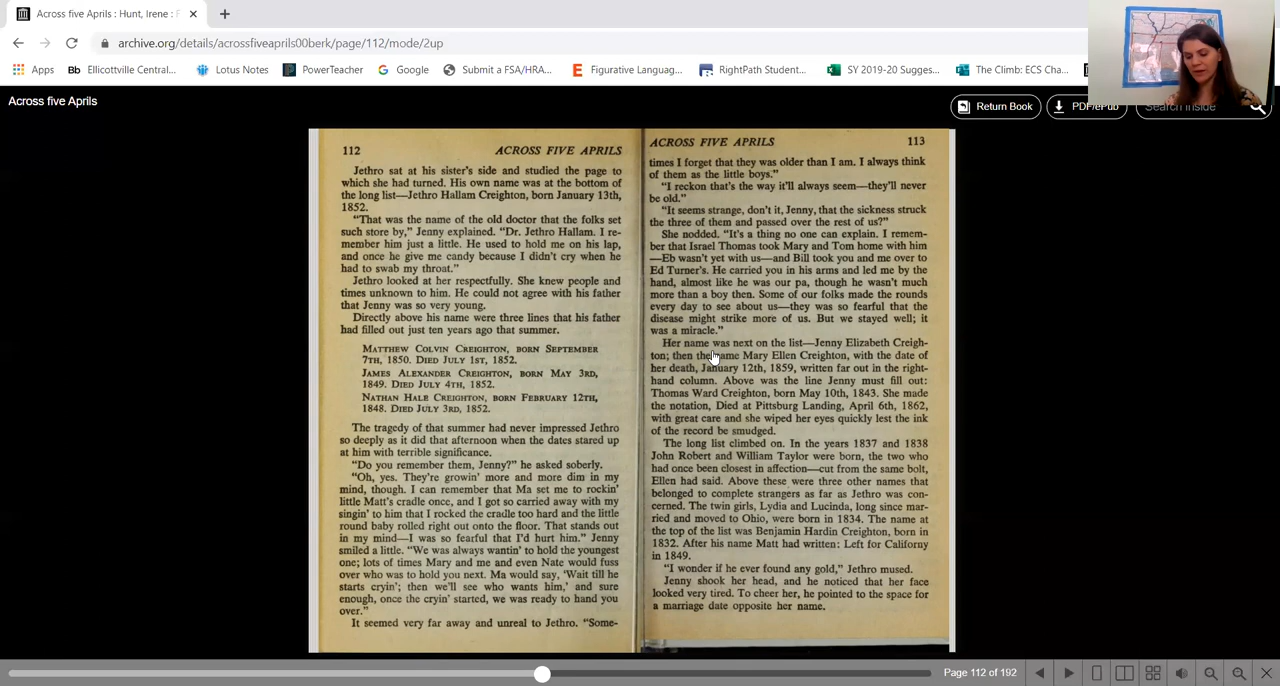 Across five Aprils : Hunt, Irene : F
archive.org/details/acrossfiveaprils00berk/page/112/mode/2up
Apps
Bb Ellicottville Central...
Lotus Notes
PowerTeacher
Google
Submit a FSA/HRA...
Figurative Languag...
RightPath Student...
SY 2019-20 Sugges...
The Climb: ECS Cha...
Across five Aprils
Return Book
PDF/ePub
Search inside
112 ACROSS FIVE APRILS
Jethro sat at his sister's side and studied the page to
which she had turned. His own name was at the bottom of
the long list—Jethro Hallam Creighton, born January 13th,
1852.
"That was the name of the old doctor that the folks set
such store by," Jenny explained. "Dr. Jethro Hallam. I re-
member him just a little. He used to hold me on his lap,
and once he give me candy because I didn't cry when he
had to swab my throat."
Jethro looked at her respectfully. She knew people and
times unknown to him. He could not agree with his father
that Jenny was so very young.
Directly above his name were three lines that his father
had filled out just ten years ago that summer.
MATTHEW COLVIN CREIGHTON, BORN SEPTEMBER
7TH, 1850. DIED JULY 1ST, 1852.
JAMES ALEXANDER CREIGHTON, BORN MAY 3RD,
1849. DIED JULY 4TH, 1852.
NATHAN HALE CREIGHTON, BORN FEBRUARY 12TH,
1848. DIED JULY 3RD, 1852.
The tragedy of that summer had never impressed Jethro
so deeply as it did that afternoon when the dates stared up
at him with terrible significance.
"Do you remember them, Jenny?" he asked soberly.
"Oh, yes. They're growin' more and more dim in my
mind, though. I can remember that Ma set me to rockin'
little Matt's cradle once, and I got so carried away with my
singin' to him that I rocked the cradle too hard and the little
round baby rolled right out onto the floor. That stands out
in my mind—I was so fearful that I'd hurt him." Jenny
smiled a little. "We was always wantin' to hold the youngest
one; lots of times Mary and me and even Nate would fuss
over who was to hold you next. Ma would say, 'Wait till he
starts cryin'; then we'll see who wants him,' and sure
enough, once the cryin' started, we was ready to hand you
over."
It seemed very far away and unreal to Jethro. "Some-
ACROSS FIVE APRILS 113
times I forget that they was older than I am. I always think
of them as the little boys."
"I reckon that's the way it'll always seem—they'll never
be old."
"It seems strange, don't it, Jenny, that the sickness struck
the three of them and passed over the rest of us?"
She nodded. "It's a thing no one can explain. I remem-
ber that Israel Thomas took Mary and Tom home with him
—Eb wasn't yet with us—and Bill took you and me over to
Ed Turner's. He carried you in his arms and led me by the
hand, almost like he was our pa, though he wasn't much
more than a boy then. Some of our folks made the rounds
every day to see about us—they was so fearful that the
disease might strike more of us. But we stayed well; it
was a miracle."
Her name was next on the list—Jenny Elizabeth Creigh-
ton; then the name Mary Ellen Creighton, with the date of
her death, January 12th, 1859, written far out in the right-
hand column. Above was the line Jenny must fill out:
Thomas Ward Creighton, born May 10th, 1843. She made
the notation, Died at Pittsburg Landing, April 6th, 1862,
with great care and she wiped her eyes quickly lest the ink
of the record be smudged.
The long list climbed on. In the years 1837 and 1838
John Robert and William Taylor were born, the two who
had once been closest in affection—cut from the same bolt,
Ellen had said. Above these were three other names that
belonged to complete strangers as far as Jethro was con-
cerned. The twin girls, Lydia and Lucinda, long since mar-
ried and moved to Ohio, were born in 1834. The name at
the top of the list was Benjamin Hardin Creighton, born in
1832. After his name Matt had written: Left for Californy
in 1849.
"I wonder if he ever found any gold," Jethro mused.
Jenny shook her head, and he noticed that her face
looked very tired. To cheer her, he pointed to the space for
a marriage date opposite her name.
Page 112 of 192